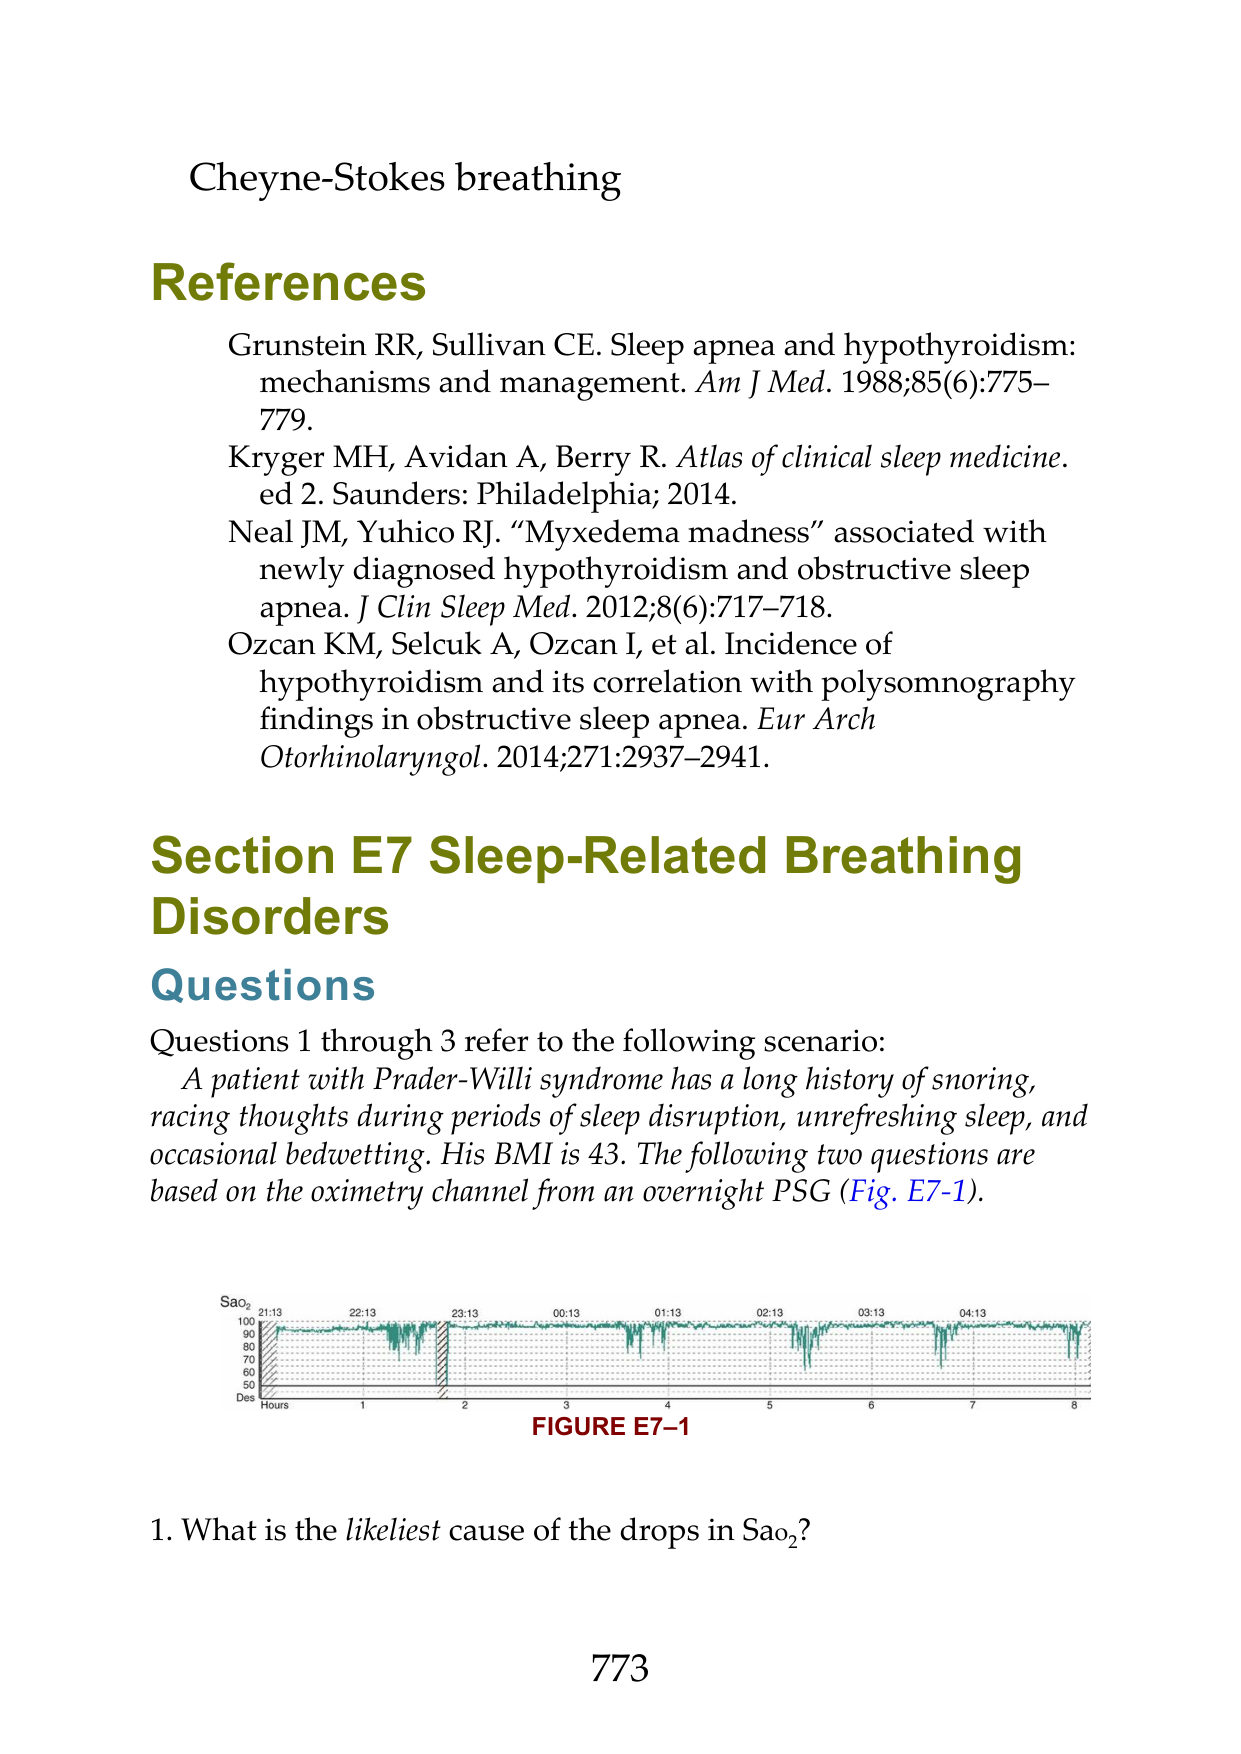 Cheyne-Stokes breathing
References
Grunstein RR, Sullivan CE. Sleep apnea and hypothyroidism:
mechanisms and management. Am J Med. 1988;85(6):775–
779.
Kryger MH, Avidan A, Berry R. Atlas of clinical sleep medicine.
ed 2. Saunders: Philadelphia; 2014.
Neal JM, Yuhico RJ. “Myxedema madness” associated with
newly diagnosed hypothyroidism and obstructive sleep
apnea. J Clin Sleep Med. 2012;8(6):717–718.
Ozcan KM, Selcuk A, Ozcan I, et al. Incidence of
hypothyroidism and its correlation with polysomnography
findings in obstructive sleep apnea. Eur Arch
Otorhinolaryngol. 2014;271:2937–2941.
Section E7 Sleep-Related Breathing
Disorders
Questions
Questions 1 through 3 refer to the following scenario:
A patient with Prader-Willi syndrome has a long history of snoring,
racing thoughts during periods of sleep disruption, unrefreshing sleep, and
occasional bedwetting. His BMI is 43. The following two questions are
based on the oximetry channel from an overnight PSG (Fig. E7-1).
Sao2
21:13 22:13 23:13 00:13 01:13 02:13 03:13 04:13
100
90
80
70
60
50
Des
Hours 1 2 3 4 5 6 7 8
FIGURE E7–1
1. What is the likeliest cause of the drops in Sao2?
773